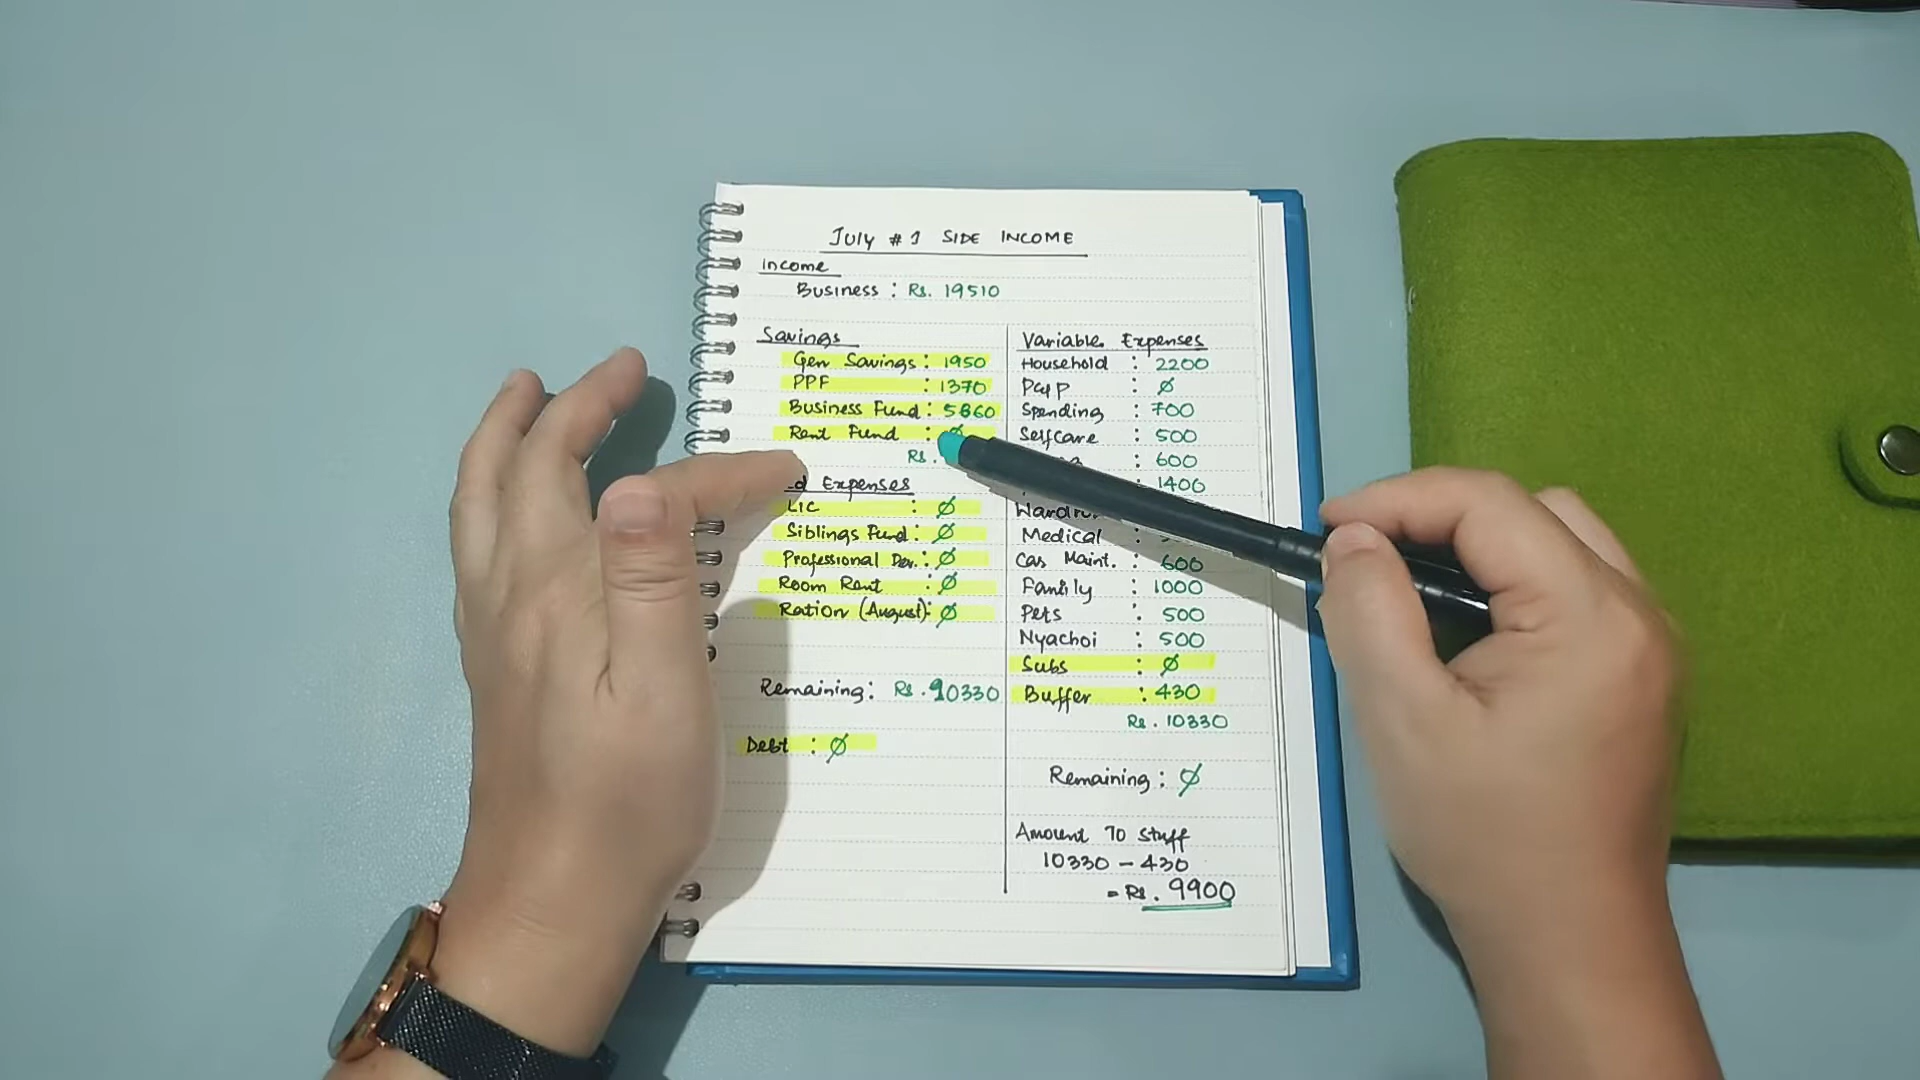 July # 1 SIDE INCOME
Income
Business : Rs. 19510
Savings
Gen Savings : 1950
PPF : 1370
Business Fund : 5860
Rent Fund : Ø
Rs.
Expenses
LIC : Ø
Siblings Fund : Ø
Professional Dev. : Ø
Room Rent : Ø
Ration (August) : Ø
Remaining : Rs. 10330
Debt : Ø
Variable Expenses
Household : 2200
Pap : Ø
Spending : 700
Selfcare : 500
: 600
: 1400
Medical :
Car Maint. : 600
Family : 1000
Pets : 500
Nyachoi : 500
Subs : Ø
Buffer : 430
Rs. 10330
Remaining : Ø
Amount To Stuff
10330 - 430
= Rs. 9900